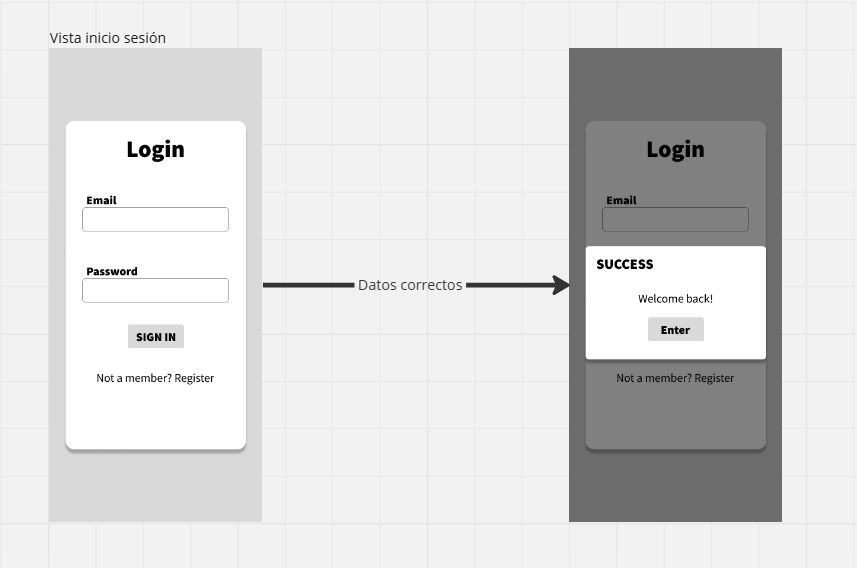 Vista inicio sesión
Login
Email
Password
SIGN IN
Not a member? Register
Datos correctos
Login
Email
SUCCESS
Welcome back!
Enter
Not a member? Register